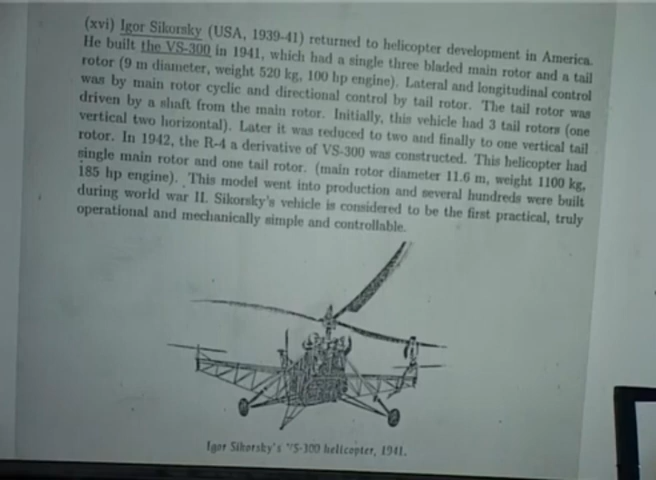 (xvi) Igor Sikorsky (USA, 1939-41) returned to helicopter development in America.
He built the VS-300 in 1941, which had a single three bladed main rotor and a tail
rotor (9 m diameter, weight 520 kg, 100 hp engine). Lateral and longitudinal control
was by main rotor cyclic and directional control by tail rotor. The tail rotor was
driven by a shaft from the main rotor. Initially, this vehicle had 3 tail rotors (one
vertical two horizontal). Later it was reduced to two and finally to one vertical tail
rotor. In 1942, the R-4 a derivative of VS-300 was constructed. This helicopter had
single main rotor and one tail rotor. (main rotor diameter 11.6 m, weight 1100 kg,
185 hp engine). This model went into production and several hundreds were built
during world war II. Sikorsky's vehicle is considered to be the first practical, truly
operational and mechanically simple and controllable.
Igor Sikorsky's VS-300 helicopter, 1941.